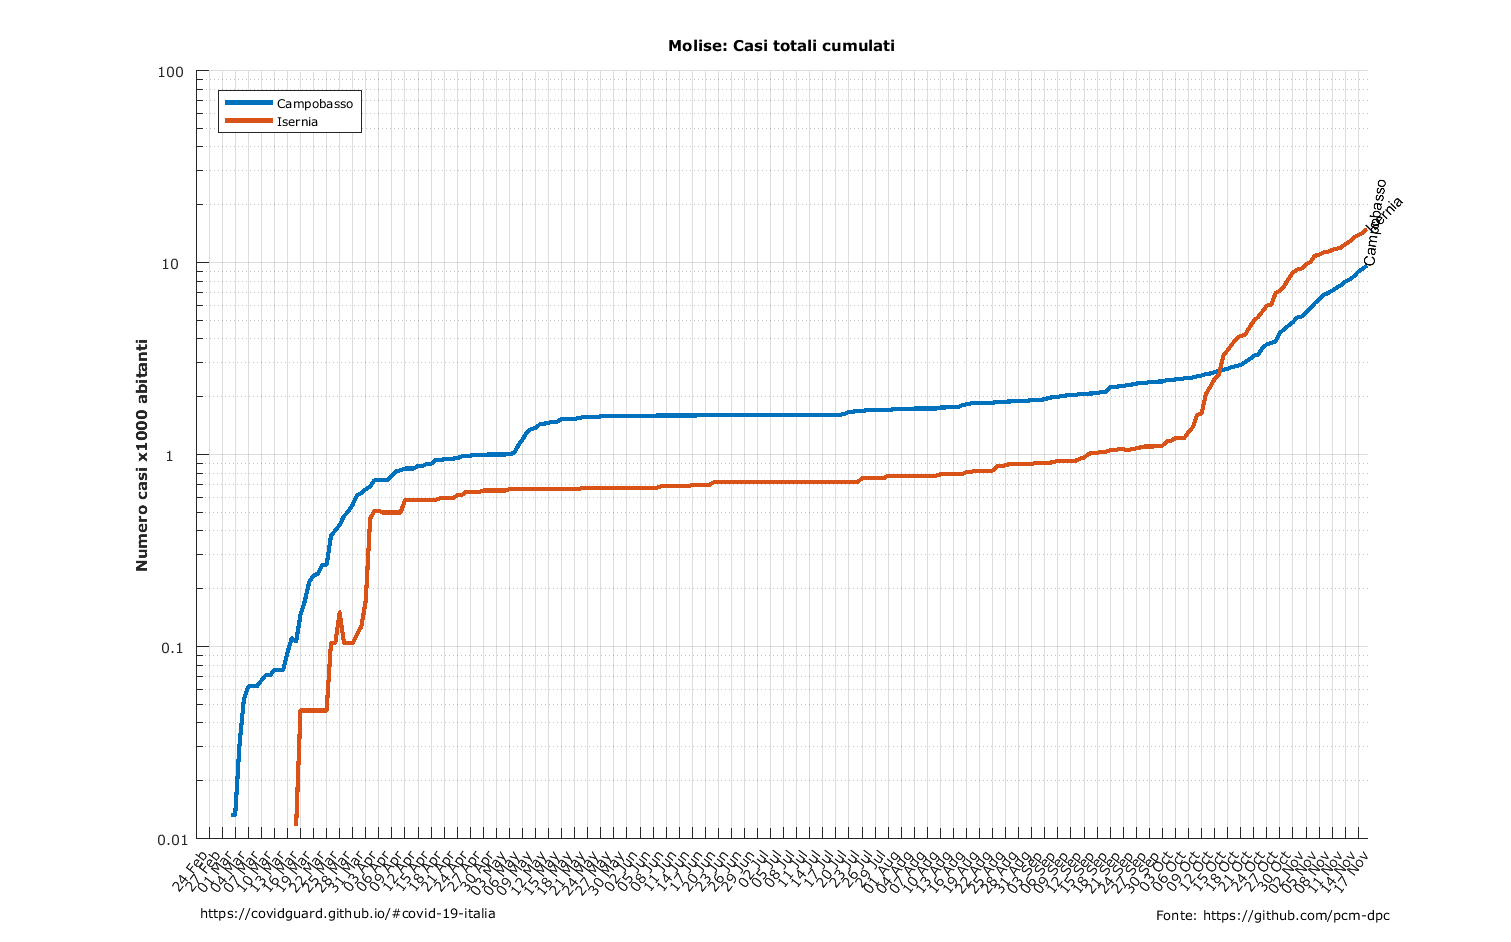 Molise: Casi totali cumulati
100
10
1
0.1
0.01
Numero casi x1000 abitanti
Campobasso
Isernia
Campobasso
Isernia
24 Feb
27 Feb
01 Mar
04 Mar
07 Mar
10 Mar
13 Mar
16 Mar
19 Mar
22 Mar
25 Mar
28 Mar
31 Mar
03 Apr
06 Apr
09 Apr
12 Apr
15 Apr
18 Apr
21 Apr
24 Apr
27 Apr
30 Apr
03 May
06 May
09 May
12 May
15 May
18 May
21 May
24 May
27 May
30 May
02 Jun
05 Jun
08 Jun
11 Jun
14 Jun
17 Jun
20 Jun
23 Jun
26 Jun
29 Jun
02 Jul
05 Jul
08 Jul
11 Jul
14 Jul
17 Jul
20 Jul
23 Jul
26 Jul
29 Jul
01 Aug
04 Aug
07 Aug
10 Aug
13 Aug
16 Aug
19 Aug
22 Aug
25 Aug
28 Aug
31 Aug
03 Sep
06 Sep
09 Sep
12 Sep
15 Sep
18 Sep
21 Sep
24 Sep
27 Sep
30 Sep
03 Oct
06 Oct
09 Oct
12 Oct
15 Oct
18 Oct
21 Oct
24 Oct
27 Oct
30 Oct
02 Nov
05 Nov
08 Nov
11 Nov
14 Nov
17 Nov
https://covidguard.github.io/#covid-19-italia
Fonte: https://github.com/pcm-dpc